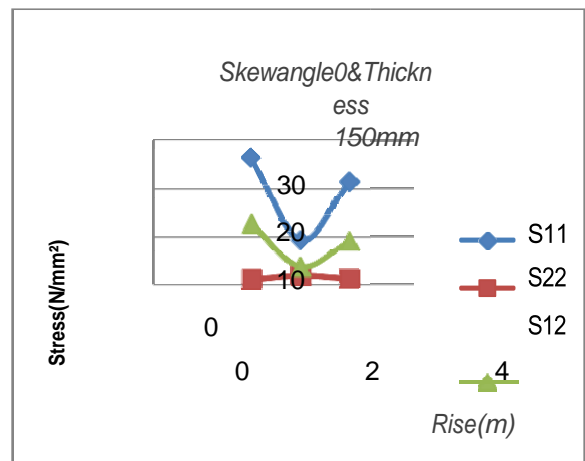 Skewangle0&Thickn
ess
150mm
30
20
10
0
Stress(N/mm²)
S11
S22
S12
0 2 4
Rise(m)